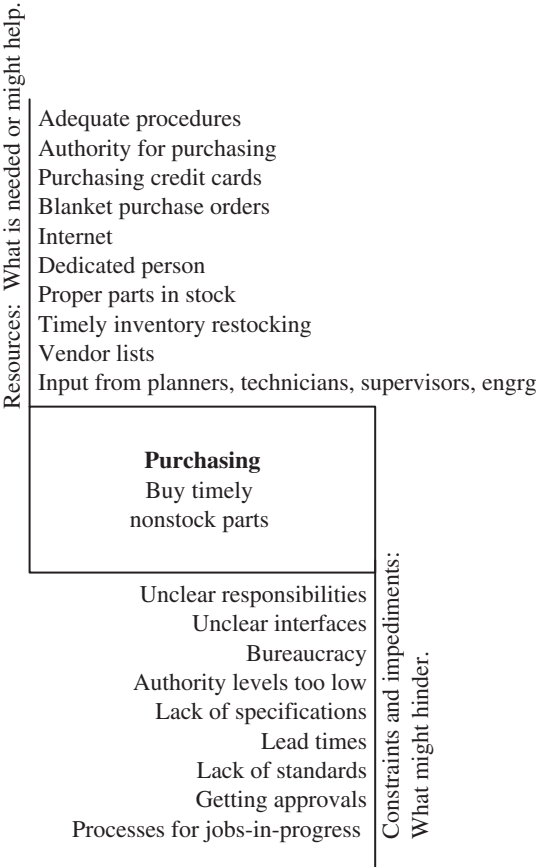 Resources: What is needed or might help.
Adequate procedures
Authority for purchasing
Purchasing credit cards
Blanket purchase orders
Internet
Dedicated person
Proper parts in stock
Timely inventory restocking
Vendor lists
Input from planners, technicians, supervisors, engrg
Purchasing
Buy timely
nonstock parts
Unclear responsibilities
Unclear interfaces
Bureaucracy
Authority levels too low
Lack of specifications
Lead times
Lack of standards
Getting approvals
Processes for jobs-in-progress
Constraints and impediments:
What might hinder.